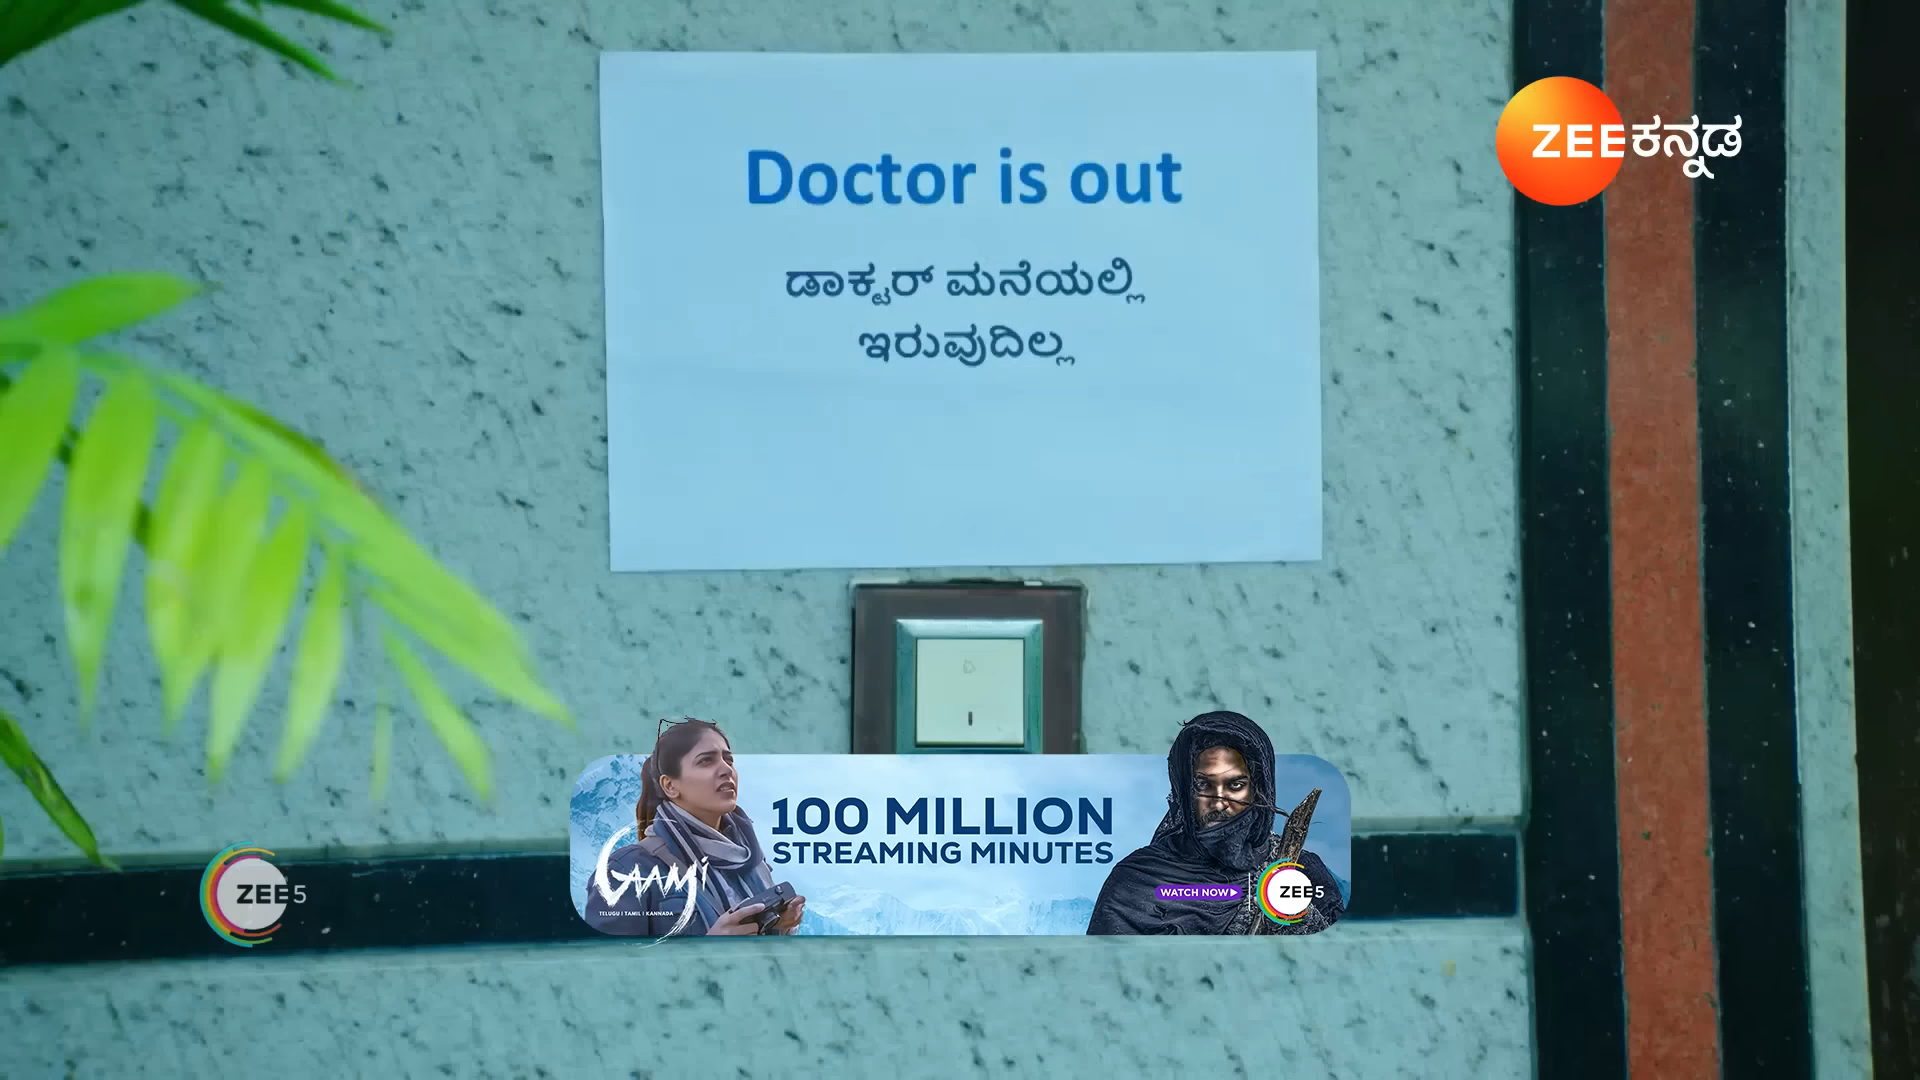 Doctor is out
ಡಾಕ್ಟರ್ ಮನೆಯಲ್ಲಿ
ಇರುವುದಿಲ್ಲ
ZEEಕನ್ನಡ
100 MILLION
STREAMING MINUTES
GAAMI
TELUGU | TAMIL | KANNADA
WATCH NOW
ZEE5
ZEE5